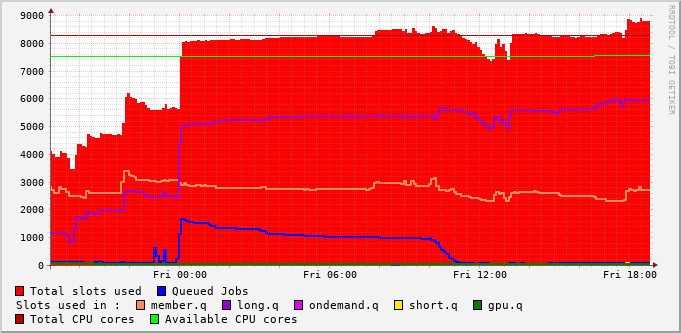 RRDTOOL / TOBI OETIKER
9000
8000
7000
6000
5000
4000
3000
2000
1000
0
Fri 00:00 Fri 06:00 Fri 12:00 Fri 18:00
Total slots used Queued Jobs
Slots used in : member.q long.q ondemand.q short.q gpu.q
Total CPU cores Available CPU cores